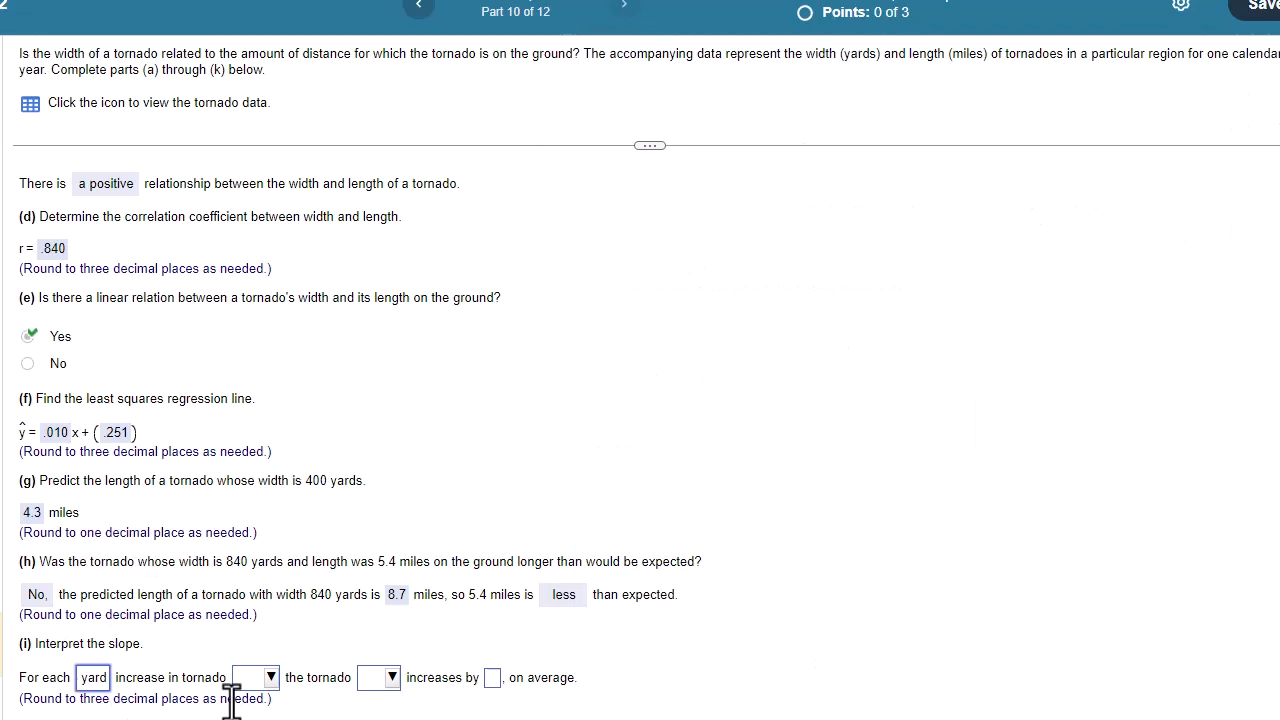 Part 10 of 12
Points: 0 of 3
Save
Is the width of a tornado related to the amount of distance for which the tornado is on the ground? The accompanying data represent the width (yards) and length (miles) of tornadoes in a particular region for one calendar
year. Complete parts (a) through (k) below.
Click the icon to view the tornado data.
There is a positive relationship between the width and length of a tornado.
(d) Determine the correlation coefficient between width and length.
r = .840
(Round to three decimal places as needed.)
(e) Is there a linear relation between a tornado's width and its length on the ground?
Yes
No
(f) Find the least squares regression line.
ŷ = .010 x + ( .251 )
(Round to three decimal places as needed.)
(g) Predict the length of a tornado whose width is 400 yards.
4.3 miles
(Round to one decimal place as needed.)
(h) Was the tornado whose width is 840 yards and length was 5.4 miles on the ground longer than would be expected?
No, the predicted length of a tornado with width 840 yards is 8.7 miles, so 5.4 miles is less than expected.
(Round to one decimal place as needed.)
(i) Interpret the slope.
For each yard increase in tornado ▼ the tornado ▼ increases by , on average.
(Round to three decimal places as needed.)